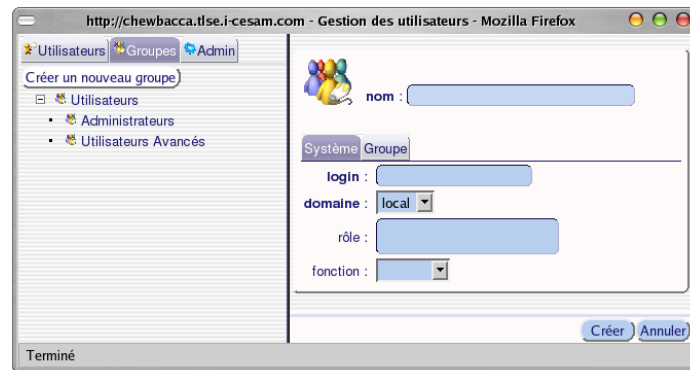 http://chewbacca.tlse.i-cesam.com - Gestion des utilisateurs - Mozilla Firefox
Utilisateurs Groupes Admin
Créer un nouveau groupe
Utilisateurs
Administrateurs
Utilisateurs Avancés
nom :
Système Groupe
login :
domaine : local
rôle :
fonction :
Créer Annuler
Terminé